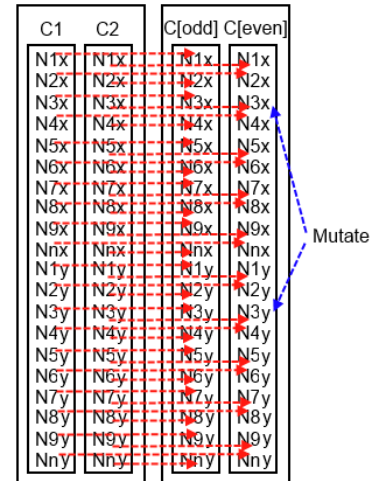 C1 C2 C[odd] C[even]
N1x N1x N1x N1x
N2x N2x N2x N2x
N3x N3x N3x N3x
N4x N4x N4x N4x
N5x N5x N5x N5x
N6x N6x N6x N6x
N7x N7x N7x N7x
N8x N8x N8x N8x
N9x N9x N9x N9x
Mutate
Nnx Nnx Nnx Nnx
N1y N1y N1y N1y
N2y N2y N2y N2y
N3y N3y N3y N3y
N4y N4y N4y N4y
N5y N5y N5y N5y
N6y N6y N6y N6y
N7y N7y N7y N7y
N8y N8y N8y N8y
N9y N9y N9y N9y
Nny Nny Nny Nny